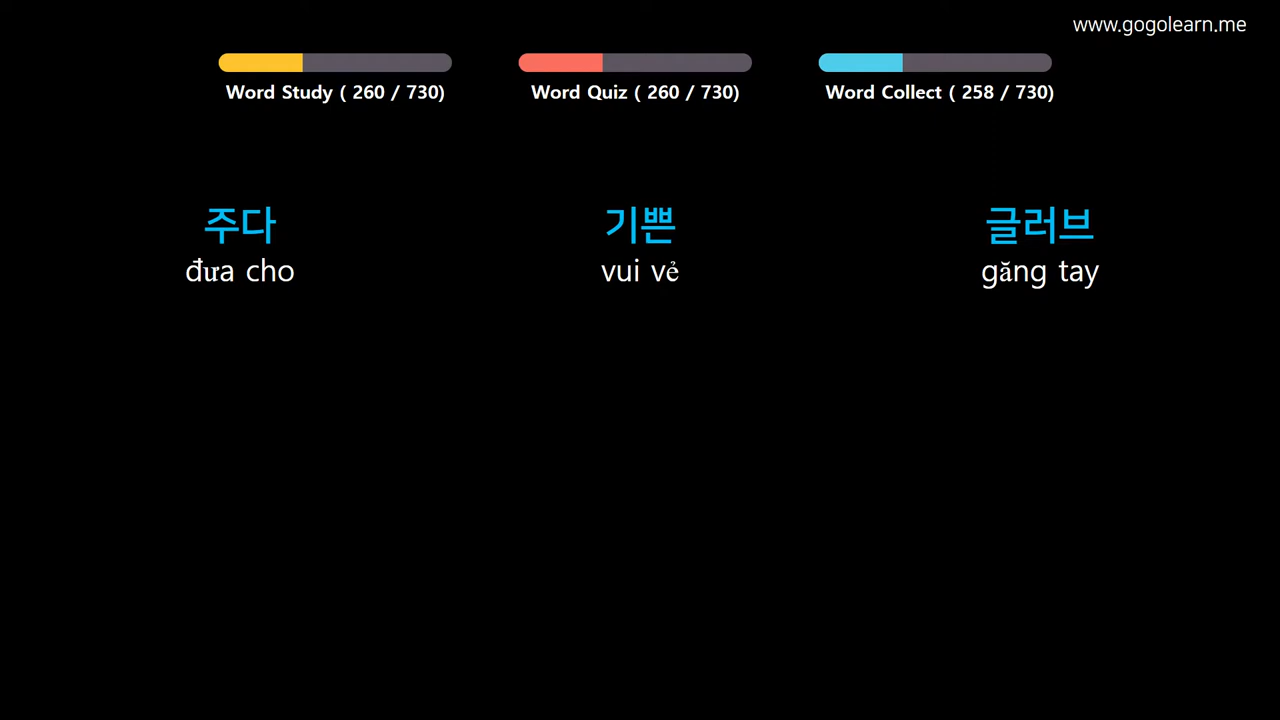 www.gogolearn.me
Word Study ( 260 / 730)
Word Quiz ( 260 / 730)
Word Collect ( 258 / 730)
주다
기쁜
글러브
đưa cho
vui vẻ
găng tay